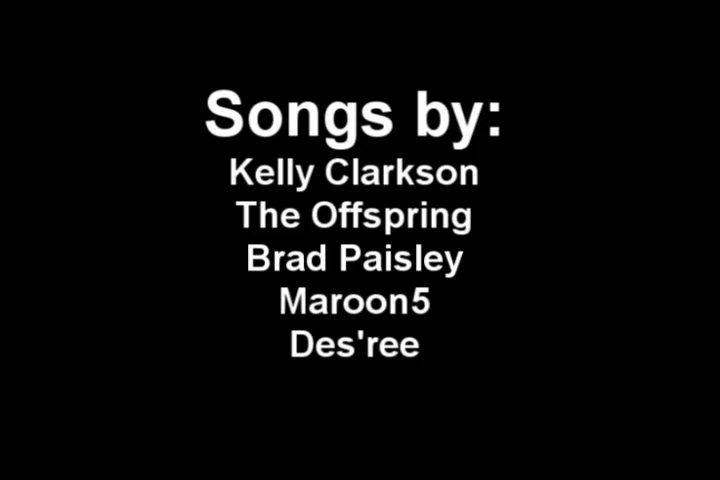 Songs by:
Kelly Clarkson
The Offspring
Brad Paisley
Maroon5
Des'ree